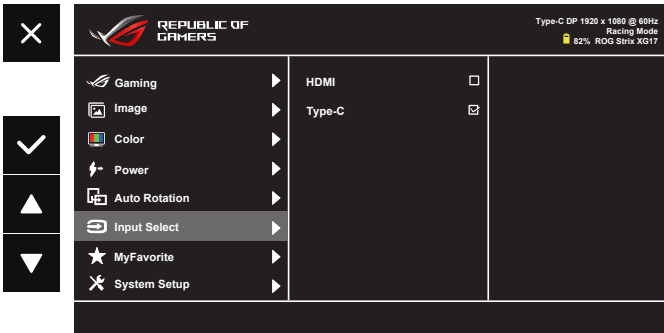 REPUBLIC OF
GAMERS
Type-C DP 1920 x 1080 @ 60Hz
Racing Mode
82% ROG Strix XG17
Gaming
Image
Color
Power
Auto Rotation
Input Select
MyFavorite
System Setup
HDMI
Type-C